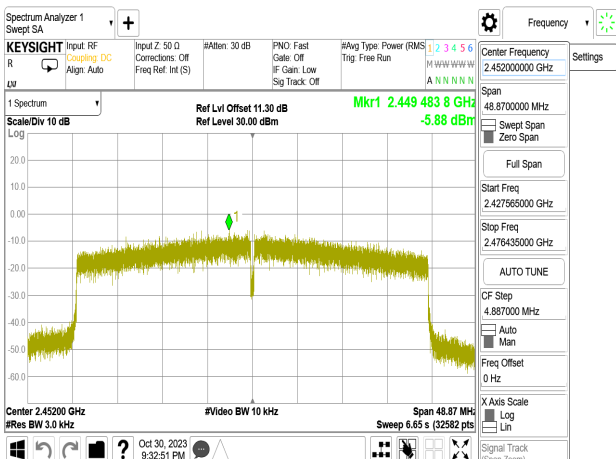 Spectrum Analyzer 1
Swept SA
Frequency
KEYSIGHT
R
Input: RF
Coupling: DC
Align: Auto
Input Z: 50 Ω
Corrections: Off
Freq Ref: Int (S)
#Atten: 30 dB
PNO: Fast
Gate: Off
IF Gain: Low
Sig Track: Off
#Avg Type: Power (RMS
Trig: Free Run
1 2 3 4 5 6
M W W W W W
A N N N N N
1 Spectrum
Scale/Div 10 dB
Ref Lvl Offset 11.30 dB
Ref Level 30.00 dBm
Mkr1 2.449 483 8 GHz
-5.88 dBm
Log
20.0
10.0
0.00
-10.0
-20.0
-30.0
-40.0
-50.0
-60.0
1
Center 2.45200 GHz
#Res BW 3.0 kHz
#Video BW 10 kHz
Span 48.87 MHz
Sweep 6.65 s (32582 pts)
Oct 30, 2023
9:32:51 PM
Center Frequency
2.452000000 GHz
Settings
Span
48.8700000 MHz
Swept Span
Zero Span
Full Span
Start Freq
2.427565000 GHz
Stop Freq
2.476435000 GHz
AUTO TUNE
CF Step
4.887000 MHz
Auto
Man
Freq Offset
0 Hz
X Axis Scale
Log
Lin
Signal Track
(Span Zoom)